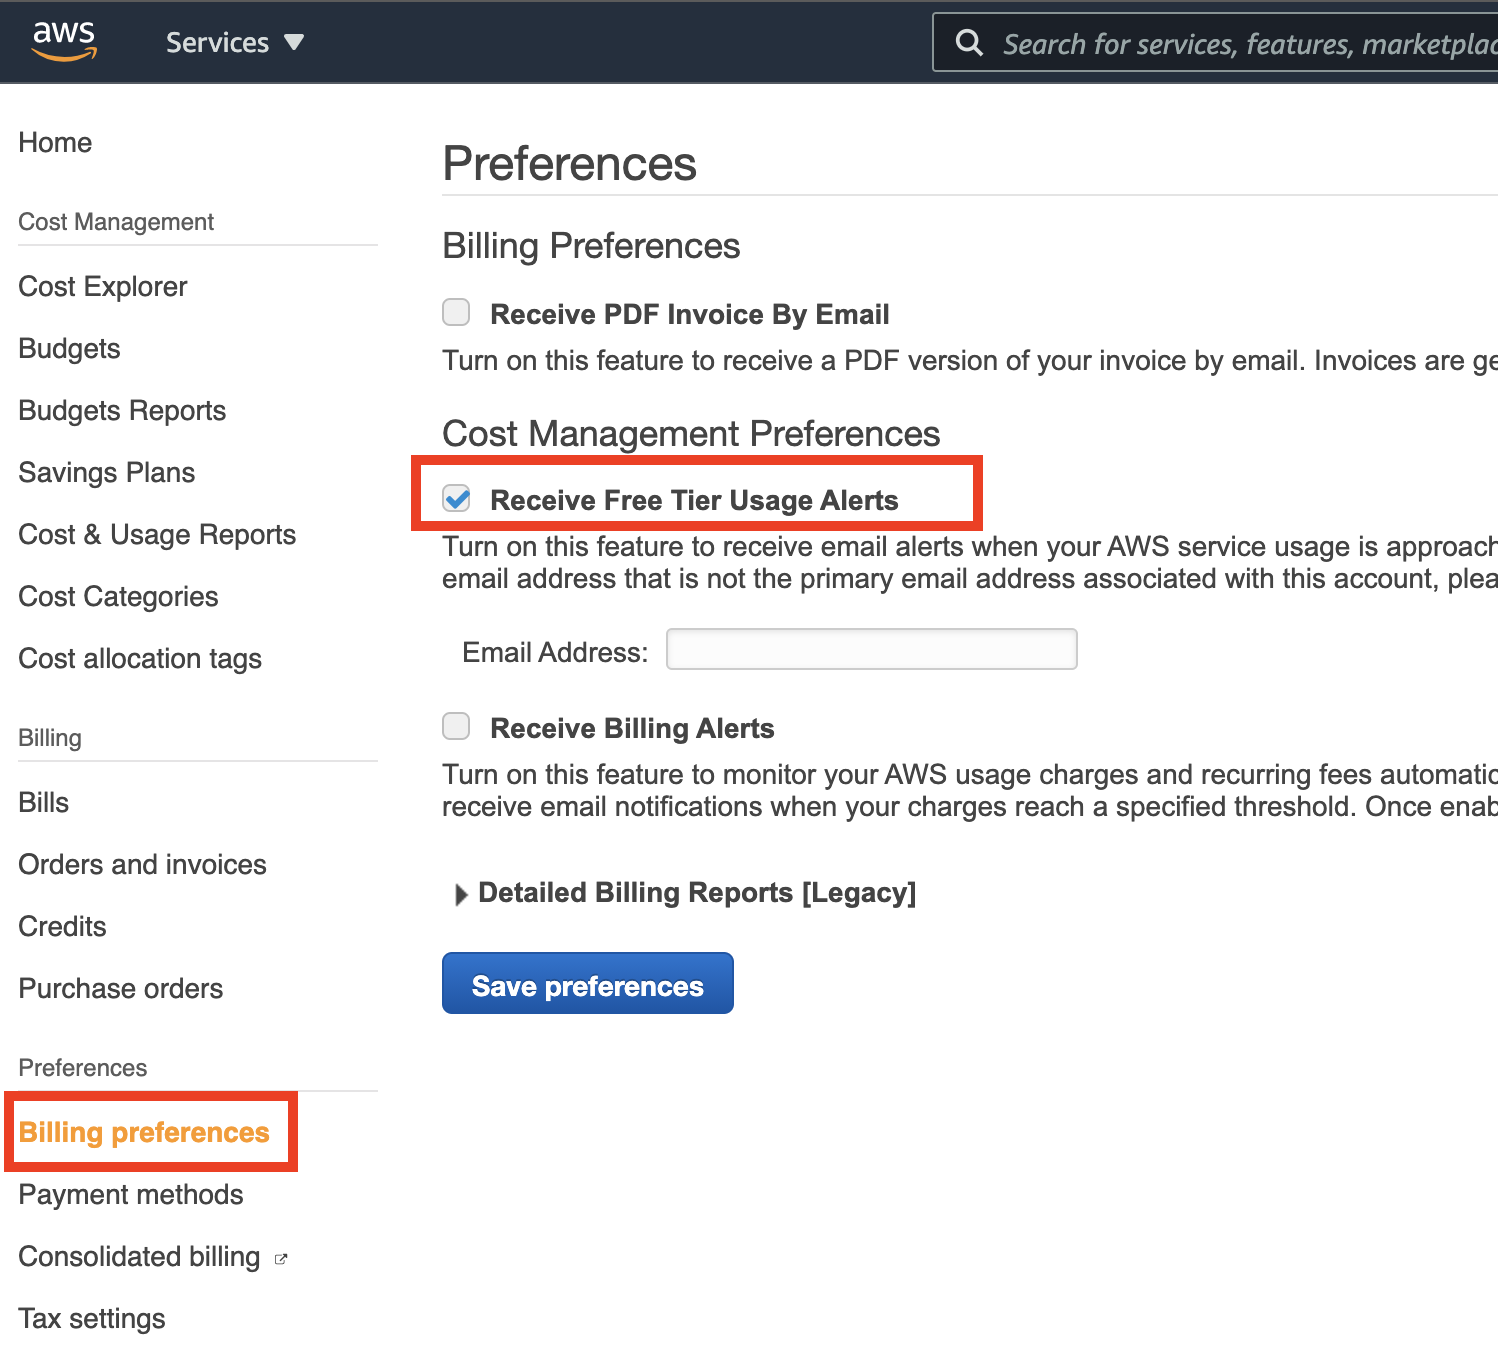 aws
Services
Search for services, features, marketplac
Home
Cost Management
Cost Explorer
Budgets
Budgets Reports
Savings Plans
Cost & Usage Reports
Cost Categories
Cost allocation tags
Billing
Bills
Orders and invoices
Credits
Purchase orders
Preferences
Billing preferences
Payment methods
Consolidated billing
Tax settings
Preferences
Billing Preferences
Receive PDF Invoice By Email
Turn on this feature to receive a PDF version of your invoice by email. Invoices are ge
Cost Management Preferences
Receive Free Tier Usage Alerts
Turn on this feature to receive email alerts when your AWS service usage is approach
email address that is not the primary email address associated with this account, plea
Email Address:
Receive Billing Alerts
Turn on this feature to monitor your AWS usage charges and recurring fees automatic
receive email notifications when your charges reach a specified threshold. Once enab
Detailed Billing Reports [Legacy]
Save preferences